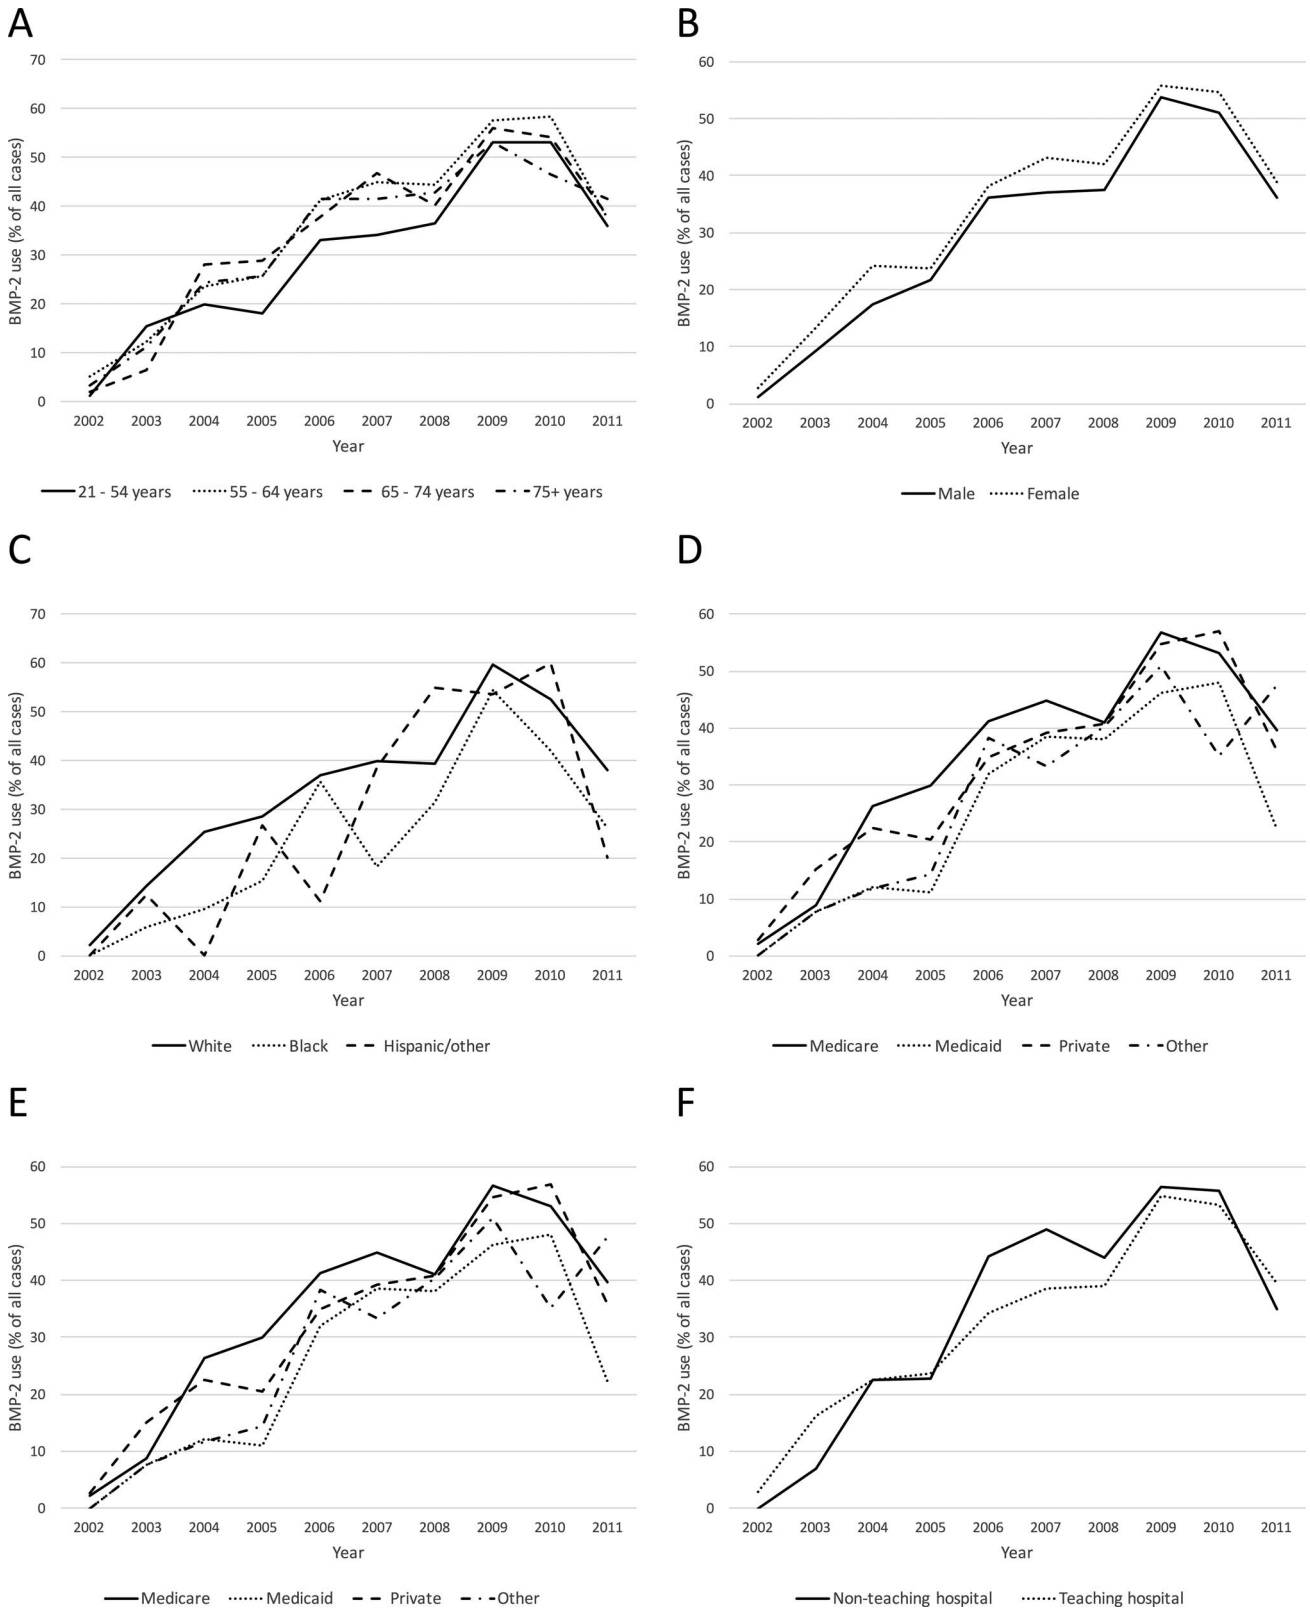 A
BMP-2 use (% of all cases)
70
60
50
40
30
20
10
0
2002 2003 2004 2005 2006 2007 2008 2009 2010 2011
Year
21 - 54 years 55 - 64 years 65 - 74 years 75+ years
B
BMP-2 use (% of all cases)
60
50
40
30
20
10
0
2002 2003 2004 2005 2006 2007 2008 2009 2010 2011
Year
Male Female
C
BMP-2 use (% of all cases)
70
60
50
40
30
20
10
0
2002 2003 2004 2005 2006 2007 2008 2009 2010 2011
Year
White Black Hispanic/other
D
BMP-2 use (% of all cases)
60
50
40
30
20
10
0
2002 2003 2004 2005 2006 2007 2008 2009 2010 2011
Year
Medicare Medicaid Private Other
E
BMP-2 use (% of all cases)
60
50
40
30
20
10
0
2002 2003 2004 2005 2006 2007 2008 2009 2010 2011
Year
Medicare Medicaid Private Other
F
BMP-2 use (% of all cases)
60
50
40
30
20
10
0
2002 2003 2004 2005 2006 2007 2008 2009 2010 2011
Year
Non-teaching hospital Teaching hospital